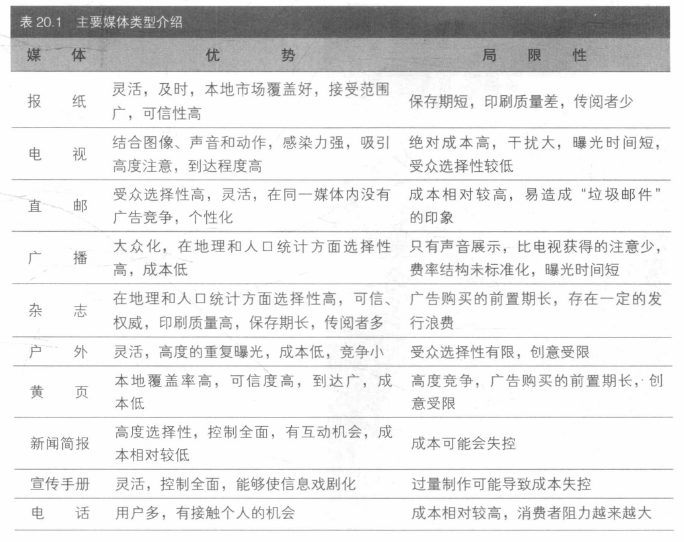 表 20.1 主要媒体类型介绍
媒 体 优 势 局 限 性
报 纸 灵活，及时，本地市场覆盖好，接受范围
广，可信性高
保存期短，印刷质量差，传阅者少
电 视 结合图像、声音和动作，感染力强，吸引
高度注意，到达程度高
绝对成本高，干扰大，曝光时间短，
受众选择性较低
直 邮 受众选择性高，灵活，在同一媒体内没有
广告竞争，个性化
成本相对较高，易造成“垃圾邮件”
的印象
广 播 大众化，在地理和人口统计方面选择性
高，成本低
只有声音展示，比电视获得的注意少，
费率结构未标准化，曝光时间短
杂 志 在地理和人口统计方面选择性高，可信、
权威，印刷质量高，保存期长，传阅者多
广告购买的前置期长，存在一定的发
行浪费
户 外 灵活，高度的重复曝光，成本低，竞争小
受众选择性有限，创意受限
黄 页 本地覆盖率高，可信度高，到达广，成
本低
高度竞争，广告购买的前置期长，创
意受限
新闻简报 高度选择性，控制全面，有互动机会，成
本相对较低
成本可能会失控
宣传手册 灵活，控制全面，能够使信息戏剧化
过量制作可能导致成本失控
电 话 用户多，有接触个人的机会
成本相对较高，消费者阻力越来越大